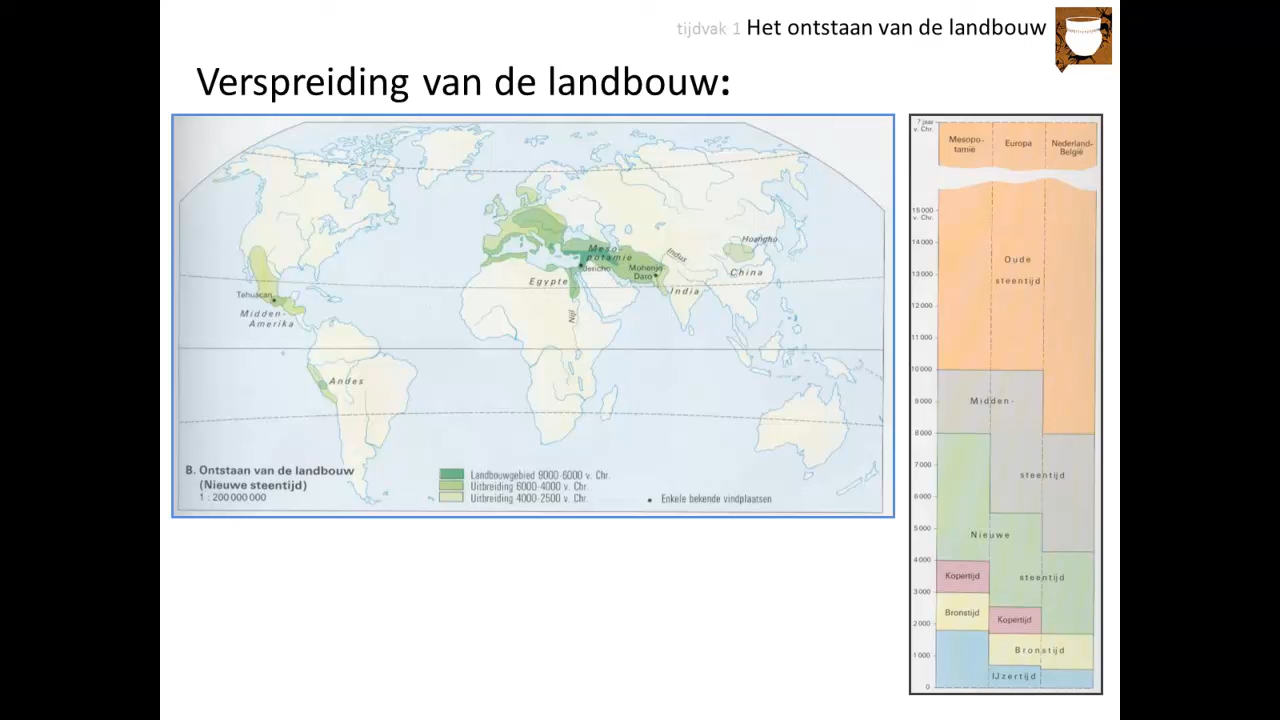 tijdvak 1 Het ontstaan van de landbouw
Verspreiding van de landbouw:
Hoangho
Meso-
potamie
Indus
Jericho
Mohenjo
Daro
China
Egypte
India
Tehuacan
Nijl
Midden-
Amerika
Andes
B. Ontstaan van de landbouw
(Nieuwe steentijd)
1 : 200 000 000
Landbouwgebied 9000-6000 v. Chr.
Uitbreiding 6000-4000 v. Chr.
Uitbreiding 4000-2500 v. Chr.
Enkele bekende vindplaatsen
v. Chr.
Mesopo-
tamië
Europa
Nederland-
België
15 000
v. Chr.
14 000
13 000
12 000
11 000
10 000
9 000
8 000
7 000
6 000
5 000
4 000
3 000
2 000
1 000
0
Oude
steentijd
Midden-
steentijd
Nieuwe
steentijd
Kopertijd
Bronstijd
Kopertijd
Bronstijd
IJzertijd